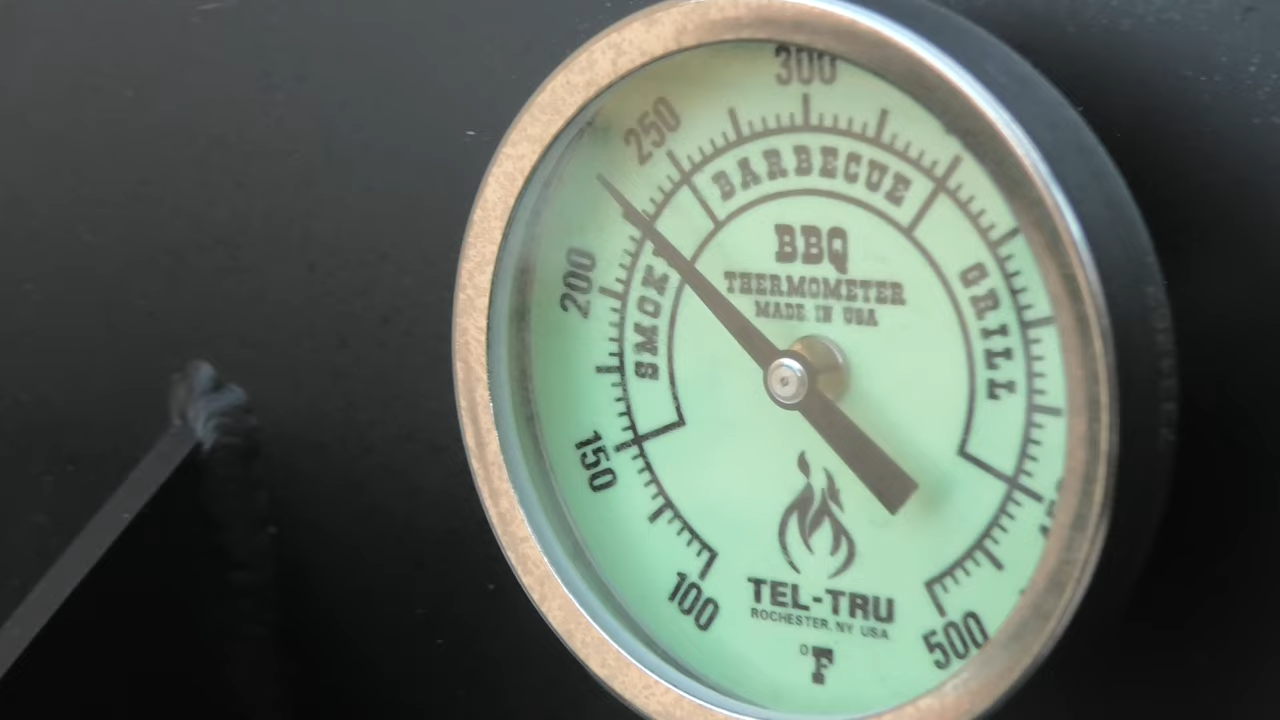 300
250
200
150
100
500
BARBECUE
SMOK
GRILL
BBQ
THERMOMETER
MADE IN USA
TEL-TRU
ROCHESTER, NY USA
°F